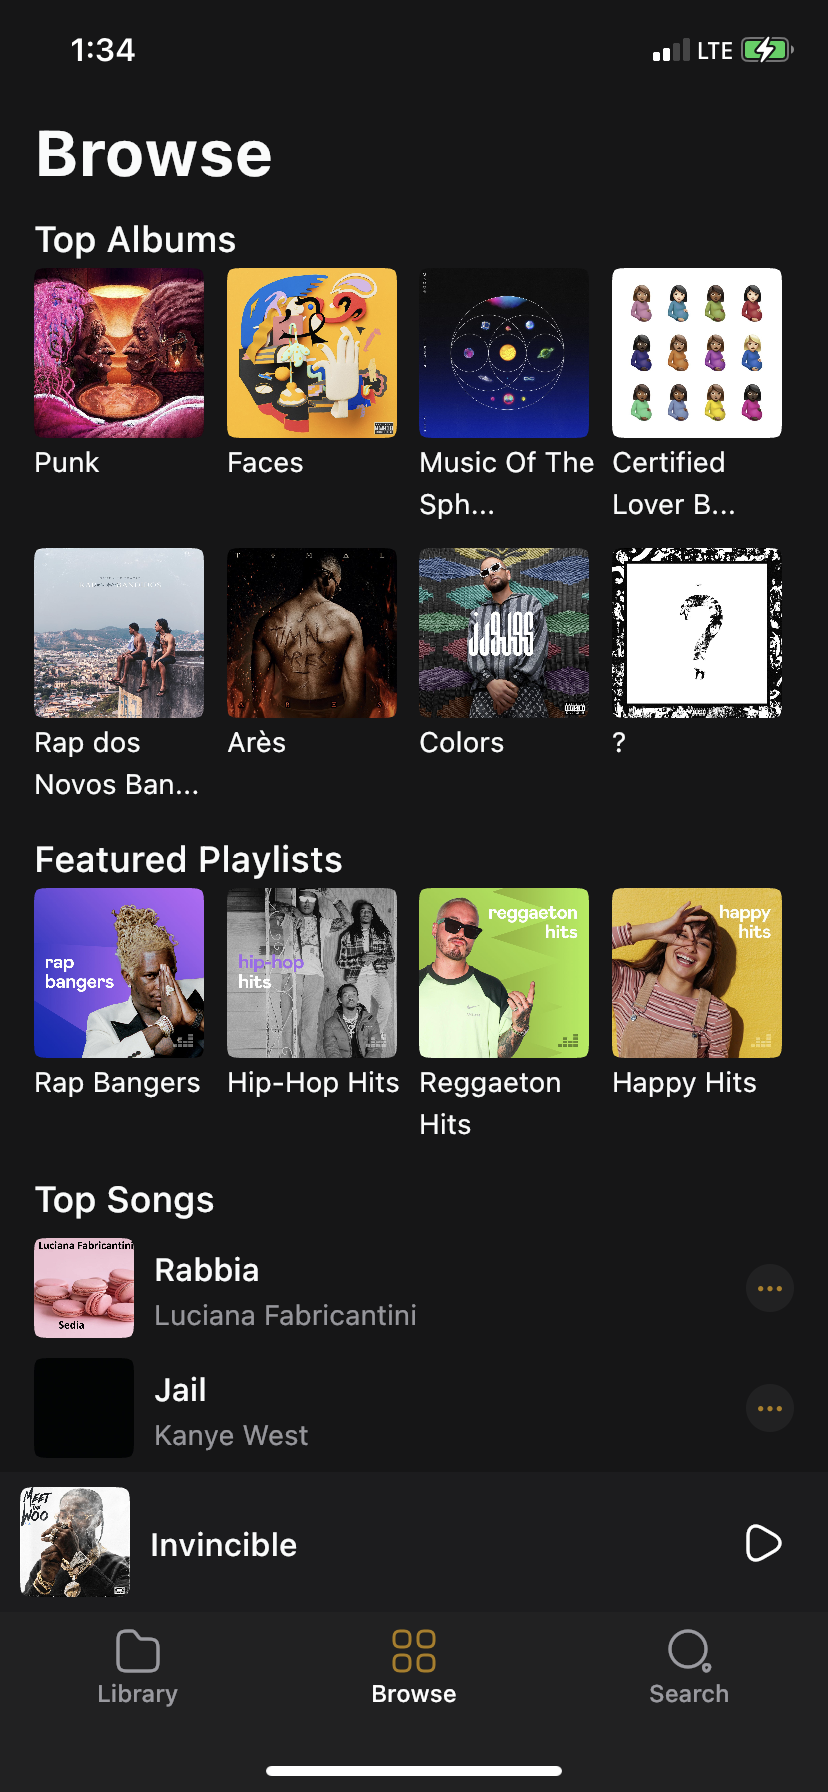 1:34
LTE
Browse
Top Albums
Punk
Faces
Music Of The
Sph...
Certified
Lover B...
Rap dos
Novos Ban...
Arès
Colors
?
Featured Playlists
rap
bangers
hip-hop
hits
reggaeton
hits
happy
hits
Rap Bangers
Hip-Hop Hits
Reggaeton
Hits
Happy Hits
Top Songs
Luciana Fabricantini
Sedia
Rabbia
Luciana Fabricantini
Jail
Kanye West
MEET
THE
WOO
Invincible
Library
Browse
Search